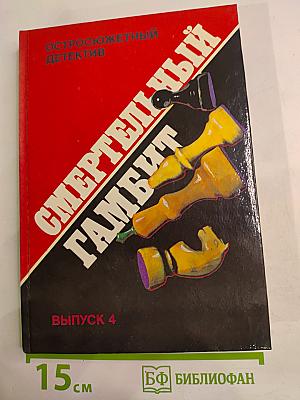 ОСТРОСЮЖЕТНЫЙ
ДЕТЕКТИВ
СМЕРТЕЛЬНЫЙ
ГАМБИТ
ВЫПУСК 4
15 см
БФ БИБЛИОФАН